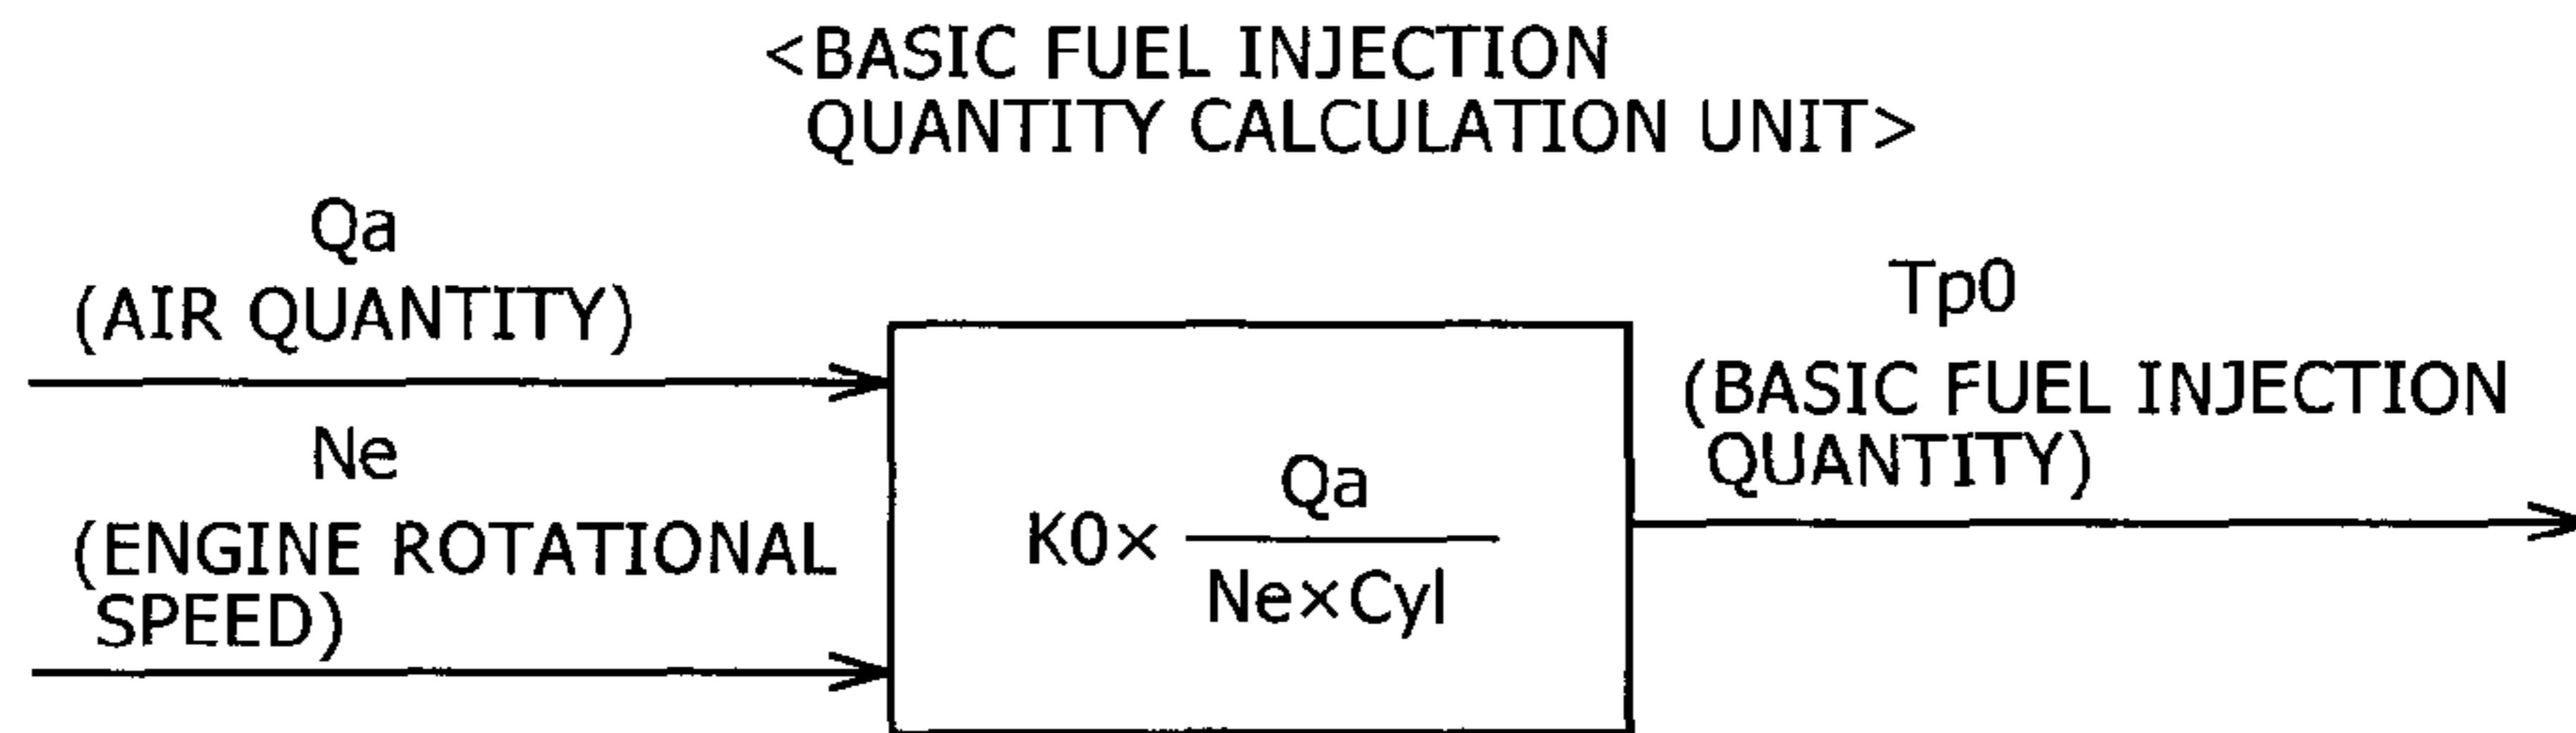 <BASIC FUEL INJECTION
QUANTITY CALCULATION UNIT>
Qa
(AIR QUANTITY)
Ne
(ENGINE ROTATIONAL
SPEED)
K0× Qa
Ne×Cyl
Tp0
(BASIC FUEL INJECTION
QUANTITY)